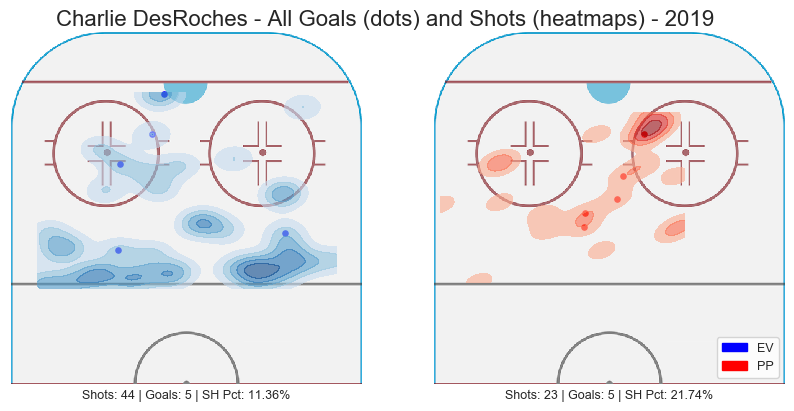 Charlie DesRoches - All Goals (dots) and Shots (heatmaps) - 2019
EV
PP
Shots: 44 | Goals: 5 | SH Pct: 11.36%
Shots: 23 | Goals: 5 | SH Pct: 21.74%